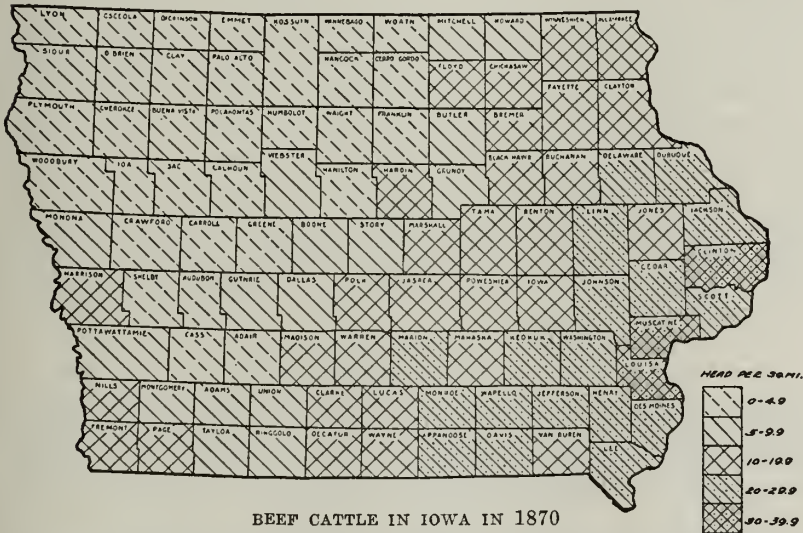 LYON OSCEOLA DICKINSON EMMET KOSSUTH WINNEBAGO WORTH MITCHELL HOWARD WINNESHIEK ALLAMAKEE
SIOUX O'BRIEN CLAY PALO ALTO HANCOCK CERRO GORDO FLOYD CHICKASAW
FAYETTE CLAYTON
PLYMOUTH CHEROKEE BUENA VISTA POCAHONTAS HUMBOLDT WRIGHT FRANKLIN BUTLER BREMER
WOODBURY IDA SAC CALHOUN WEBSTER HAMILTON HARDIN GRUNDY BLACK HAWK BUCHANAN DELAWARE DUBUQUE
MONONA CRAWFORD CARROLL GREENE BOONE STORY MARSHALL TAMA BENTON LINN JONES JACKSON
CLINTON
HARRISON SHELBY AUDUBON GUTHRIE DALLAS POLK JASPER POWESHIEK IOWA JOHNSON CEDAR
SCOTT
MUSCATINE
POTTAWATTAMIE CASS ADAIR MADISON WARREN MARION MAHASKA KEOKUK WASHINGTON
LOUISA
MILLS MONTGOMERY ADAMS UNION CLARKE LUCAS MONROE WAPELLO JEFFERSON HENRY DES MOINES
FREMONT PAGE TAYLOR RINGGOLD DECATUR WAYNE APPANOOSE DAVIS VAN BUREN LEE
HEAD PER SQ.MI.
0-4.9
5-9.9
10-19.9
20-29.9
30-39.9
BEEF CATTLE IN IOWA IN 1870